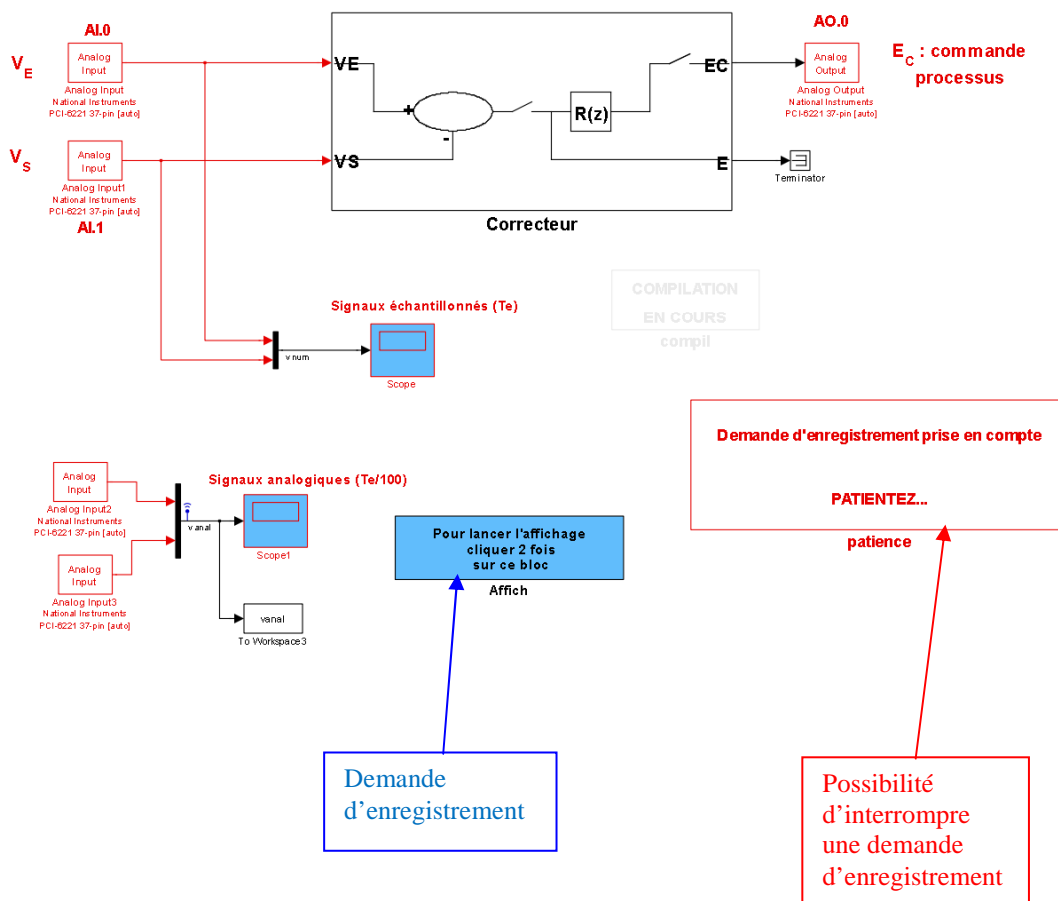 AI.0
V_E
Analog
Input
Analog Input
National Instruments
PCI-6221 37-pin [auto]
V_S
Analog
Input
Analog Input1
National Instruments
PCI-6221 37-pin [auto]
AI.1
VE
VS
+
-
R(z)
EC
E
Correcteur
AO.0
Analog
Output
Analog Output
National Instruments
PCI-6221 37-pin [auto]
E_C : commande
processus
Terminator
COMPILATION
EN COURS
compil
Signaux échantillonnés (Te)
v num
Scope
Demande d'enregistrement prise en compte
PATIENTEZ...
patience
Analog
Input
Analog Input2
National Instruments
PCI-6221 37-pin [auto]
Analog
Input
Analog Input3
National Instruments
PCI-6221 37-pin [auto]
Signaux analogiques (Te/100)
v anal
Scope1
vanal
To Workspace3
Pour lancer l'affichage
cliquer 2 fois
sur ce bloc
Affich
Demande
d’enregistrement
Possibilité
d’interrompre
une demande
d’enregistrement